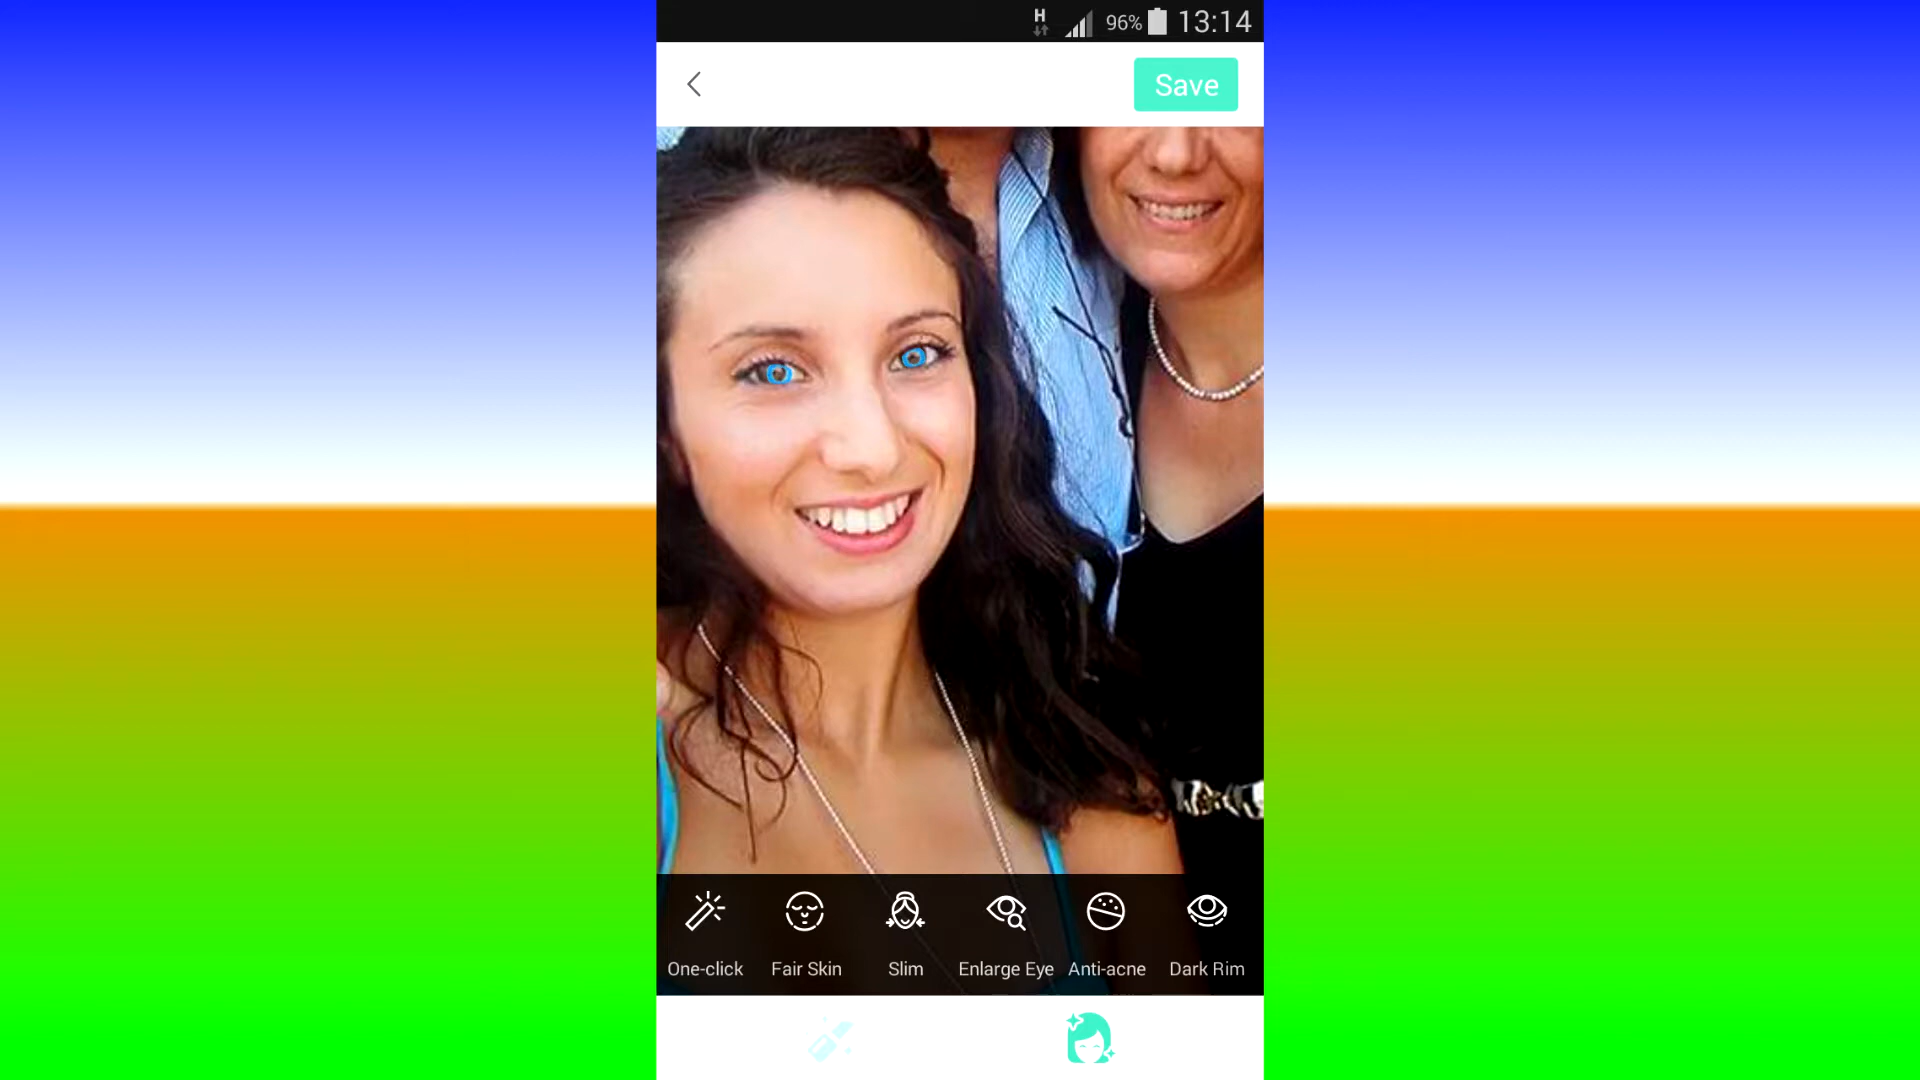 H 96% 13:14
Save
One-click Fair Skin Slim Enlarge Eye Anti-acne Dark Rim